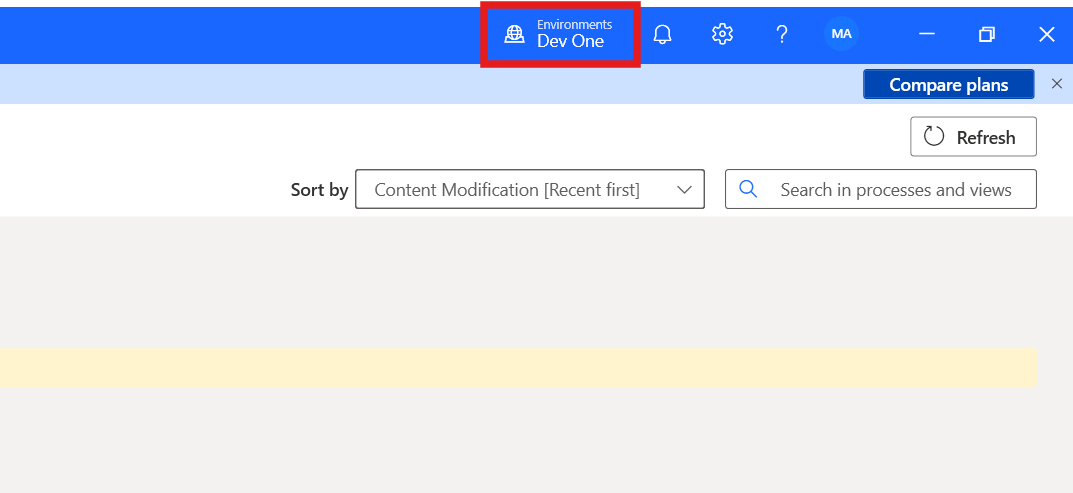 Environments
Dev One
?
MA
Compare plans
Refresh
Sort by
Content Modification [Recent first]
Search in processes and views